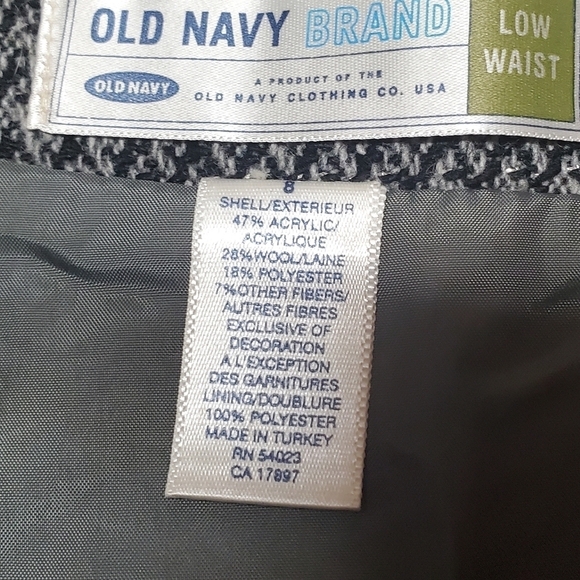 OLD NAVY BRAND
LOW
WAIST
OLD NAVY
A PRODUCT OF THE
OLD NAVY CLOTHING CO. USA
8
SHELL/EXTERIEUR
47% ACRYLIC/
ACRYLIQUE
28% WOOL/LAINE
18% POLYESTER
7% OTHER FIBERS/
AUTRES FIBRES
EXCLUSIVE OF
DECORATION
A L'EXCEPTION
DES GARNITURES
LINING/DOUBLURE
100% POLYESTER
MADE IN TURKEY
RN 54023
CA 17897